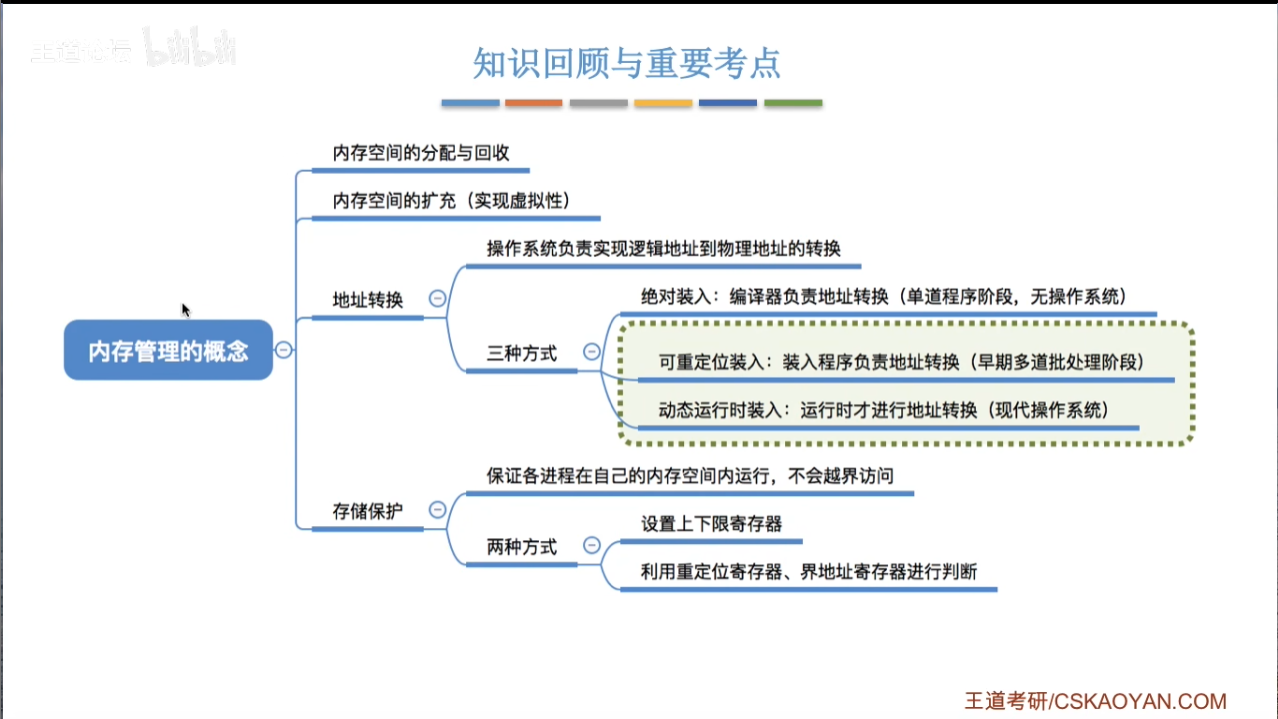 王道论坛 bilibili
知识回顾与重要考点
内存空间的分配与回收
内存空间的扩充（实现虚拟性）
操作系统负责实现逻辑地址到物理地址的转换
地址转换
绝对装入：编译器负责地址转换（单道程序阶段，无操作系统）
三种方式
可重定位装入：装入程序负责地址转换（早期多道批处理阶段）
动态运行时装入：运行时才进行地址转换（现代操作系统）
内存管理的概念
保证各进程在自己的内存空间内运行，不会越界访问
存储保护
设置上下限寄存器
两种方式
利用重定位寄存器、界地址寄存器进行判断
王道考研/CSKAOYAN.COM